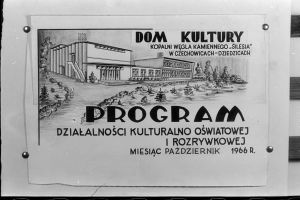 DOM KULTURY
KOPALNI WĘGLA KAMIENNEGO "SILESIA"
W CZECHOWICACH-DZIEDZICACH
PROGRAM
DZIAŁALNOŚCI KULTURALNO OŚWIATOWEJ
I ROZRYWKOWEJ
MIESIĄC PAŹDZIERNIK 1966 R.